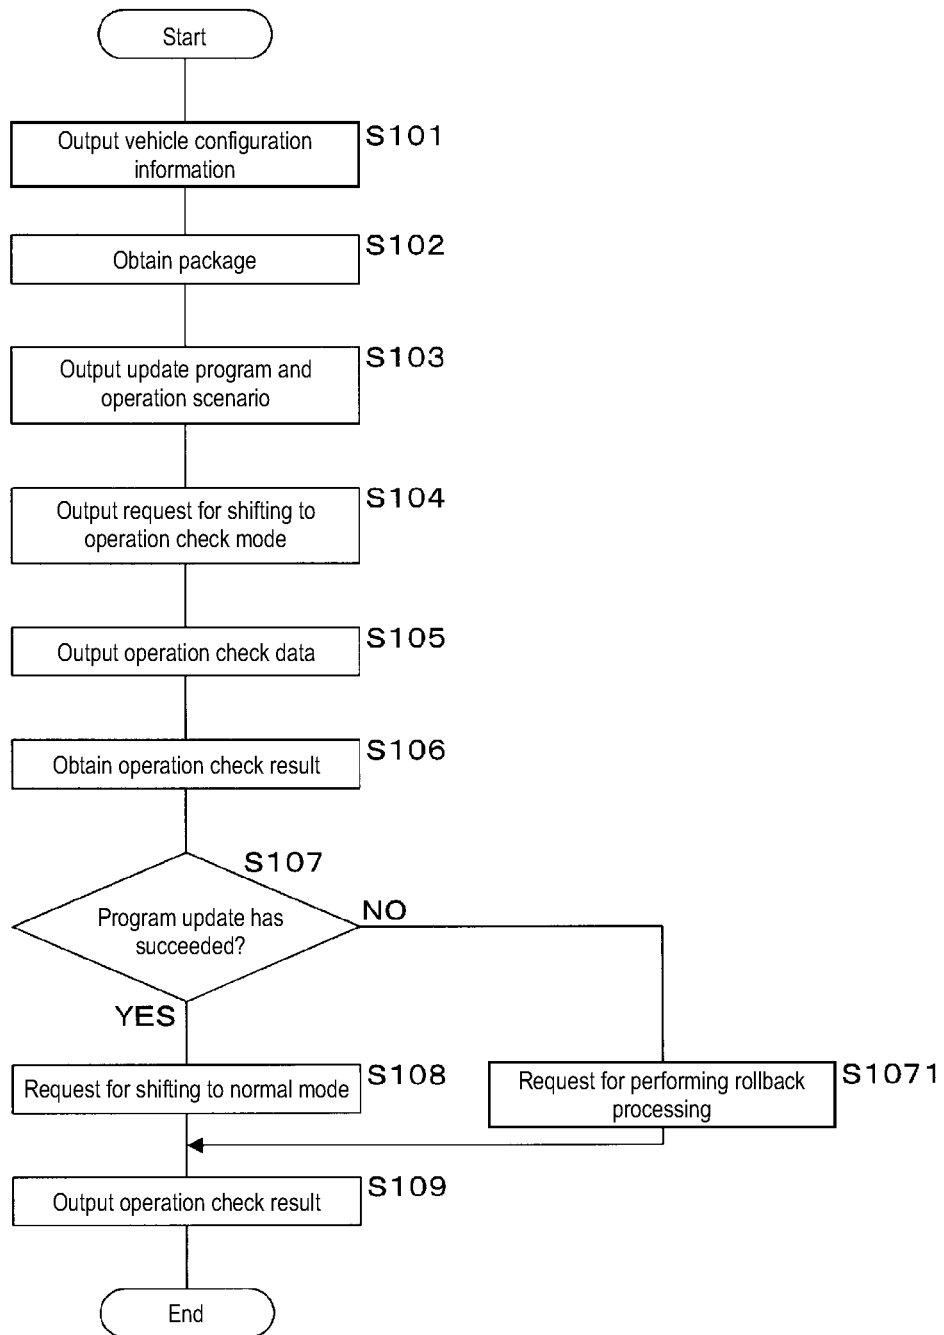 Start
S101
Output vehicle configuration
information
S102
Obtain package
S103
Output update program and
operation scenario
S104
Output request for shifting to
operation check mode
S105
Output operation check data
S106
Obtain operation check result
S107
Program update has
succeeded?
NO
YES
S108
Request for shifting to normal mode
S1071
Request for performing rollback
processing
S109
Output operation check result
End